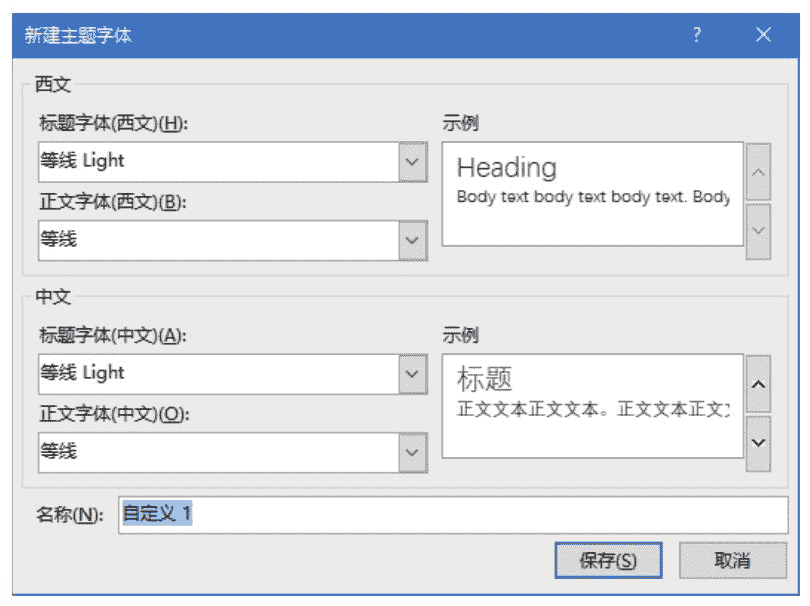 新建主题字体 ?
西文
标题字体(西文)(H): 示例
等线 Light
Heading
Body text body text body text. Body
正文字体(西文)(B):
等线
中文
标题字体(中文)(A): 示例
等线 Light
标题
正文文本正文文本。正文文本正文
正文字体(中文)(O):
等线
名称(N): 自定义 1
保存(S) 取消